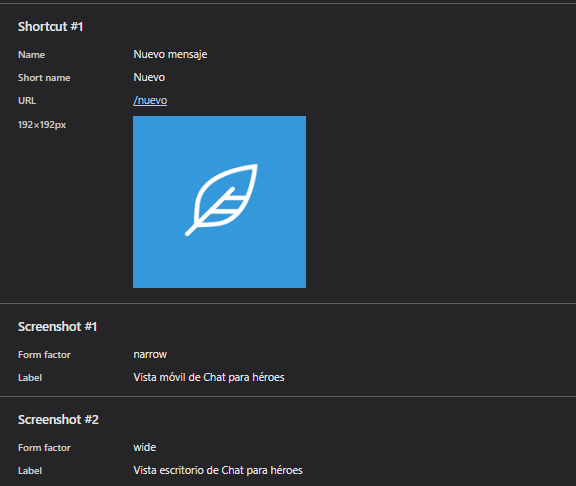 Shortcut #1
Name Nuevo mensaje
Short name Nuevo
URL /nuevo
192×192px
Screenshot #1
Form factor narrow
Label Vista móvil de Chat para héroes
Screenshot #2
Form factor wide
Label Vista escritorio de Chat para héroes